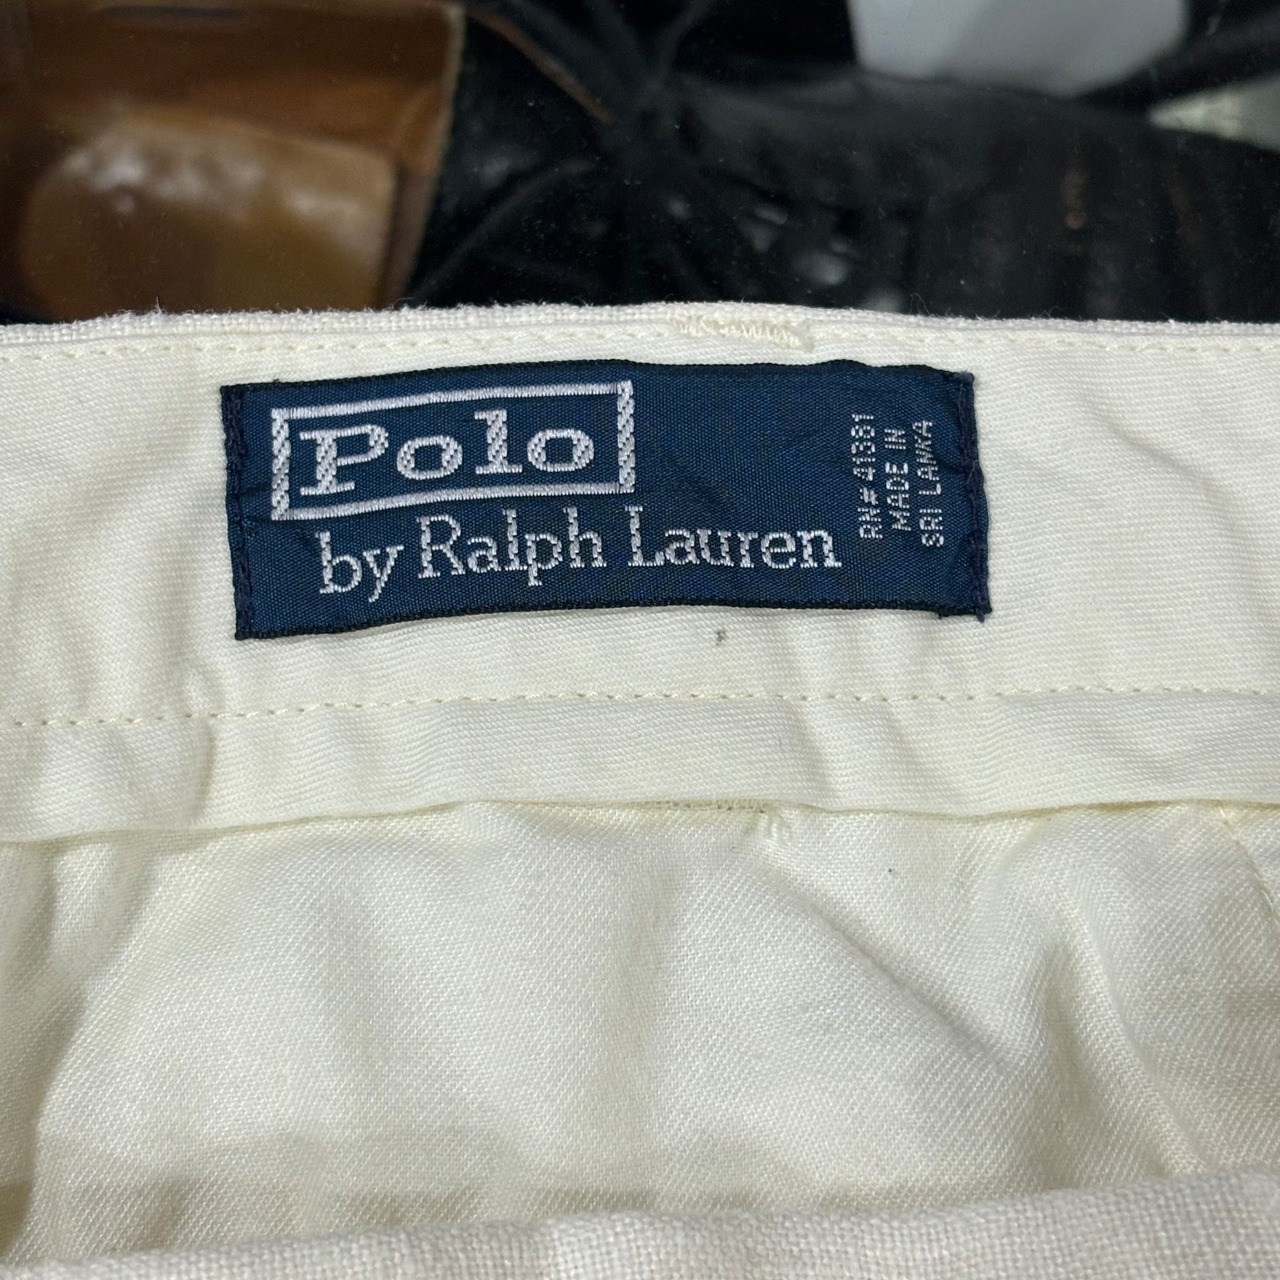 Polo
by Ralph Lauren
RN# 41381
MADE IN
SRI LANKA